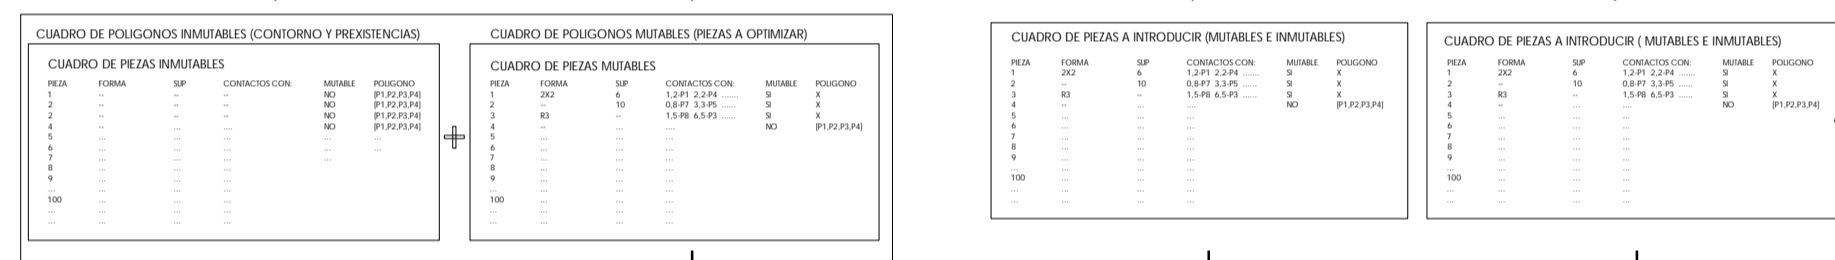 CUADRO DE POLIGONOS INMUTABLES (CONTORNO Y PREXISTENCIAS)
CUADRO DE PIEZAS INMUTABLES
PIEZA FORMA SUP CONTACTOS CON: MUTABLE POLIGONO
1 -- -- -- NO [P1,P2,P3,P4]
2 -- -- -- NO [P1,P2,P3,P4]
2 -- -- -- NO [P1,P2,P3,P4]
4 -- ... .... NO [P1,P2,P3,P4]
5 ... ... ... ... ...
6 ... ... ... ... ...
7 ... ... ... ...
8 ... ... ...
9 ... ... ...
... ... ... ...
100 ... ... ...
... ... ... ...
... ... ... ...
CUADRO DE POLIGONOS MUTABLES (PIEZAS A OPTIMIZAR)
CUADRO DE PIEZAS MUTABLES
PIEZA FORMA SUP CONTACTOS CON: MUTABLE POLIGONO
1 2X2 6 1,2-P1 2,2-P4 ....... SI X
2 -- 10 0,8-P7 3,3-P5 ...... SI X
3 R3 -- 1,5-P8 6,5-P3 ...... SI X
4 -- ... .... NO [P1,P2,P3,P4]
5 ... ... ...
6 ... ... ...
7 ... ... ...
8 ... ... ...
9 ... ... ...
... ... ... ...
100 ... ... ...
... ... ... ...
... ... ... ...
CUADRO DE PIEZAS A INTRODUCIR (MUTABLES E INMUTABLES)
PIEZA FORMA SUP CONTACTOS CON: MUTABLE POLIGONO
1 2X2 6 1,2-P1 2,2-P4 ....... SI X
2 -- 10 0,8-P7 3,3-P5 ...... SI X
3 R3 -- 1,5-P8 6,5-P3 ...... SI X
4 -- ... .... NO [P1,P2,P3,P4]
5 ... ... ...
6 ... ... ...
7 ... ... ...
8 ... ... ...
9 ... ... ...
... ... ... ...
100 ... ... ...
... ... ... ...
... ... ... ...
CUADRO DE PIEZAS A INTRODUCIR ( MUTABLES E INMUTABLES)
PIEZA FORMA SUP CONTACTOS CON: MUTABLE POLIGONO
1 2X2 6 1,2-P1 2,2-P4 ....... SI X
2 -- 10 0,8-P7 3,3-P5 ...... SI X
3 R3 -- 1,5-P8 6,5-P3 ...... SI X
4 -- ... .... NO [P1,P2,P3,P4]
5 ... ... ...
6 ... ... ...
7 ... ... ...
8 ... ... ...
9 ... ... ...
... ... ... ...
100 ... ... ...
... ... ... ...
... ... ... ...